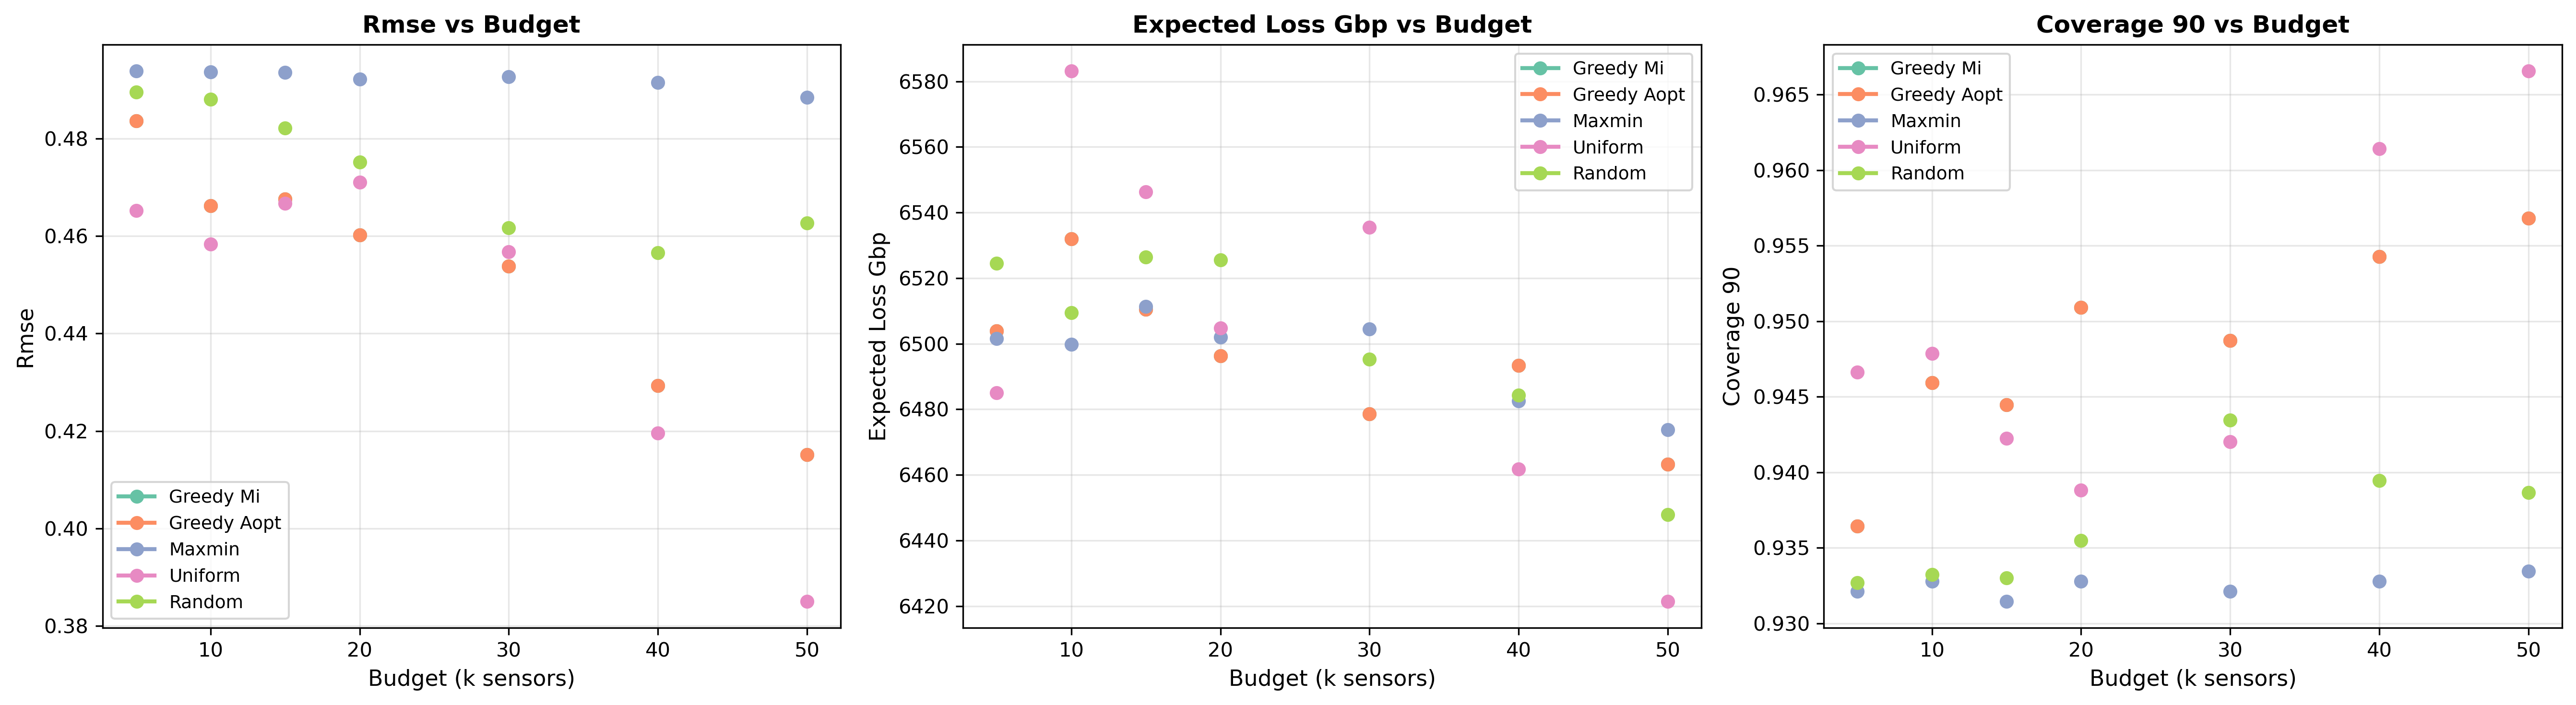 Rmse vs Budget
Rmse
0.48
0.46
0.44
0.42
0.40
0.38
Greedy Mi
Greedy Aopt
Maxmin
Uniform
Random
10
20
30
40
50
Budget (k sensors)
Expected Loss Gbp vs Budget
Expected Loss Gbp
6580
6560
6540
6520
6500
6480
6460
6440
6420
Greedy Mi
Greedy Aopt
Maxmin
Uniform
Random
10
20
30
40
50
Budget (k sensors)
Coverage 90 vs Budget
Coverage 90
0.965
0.960
0.955
0.950
0.945
0.940
0.935
0.930
Greedy Mi
Greedy Aopt
Maxmin
Uniform
Random
10
20
30
40
50
Budget (k sensors)